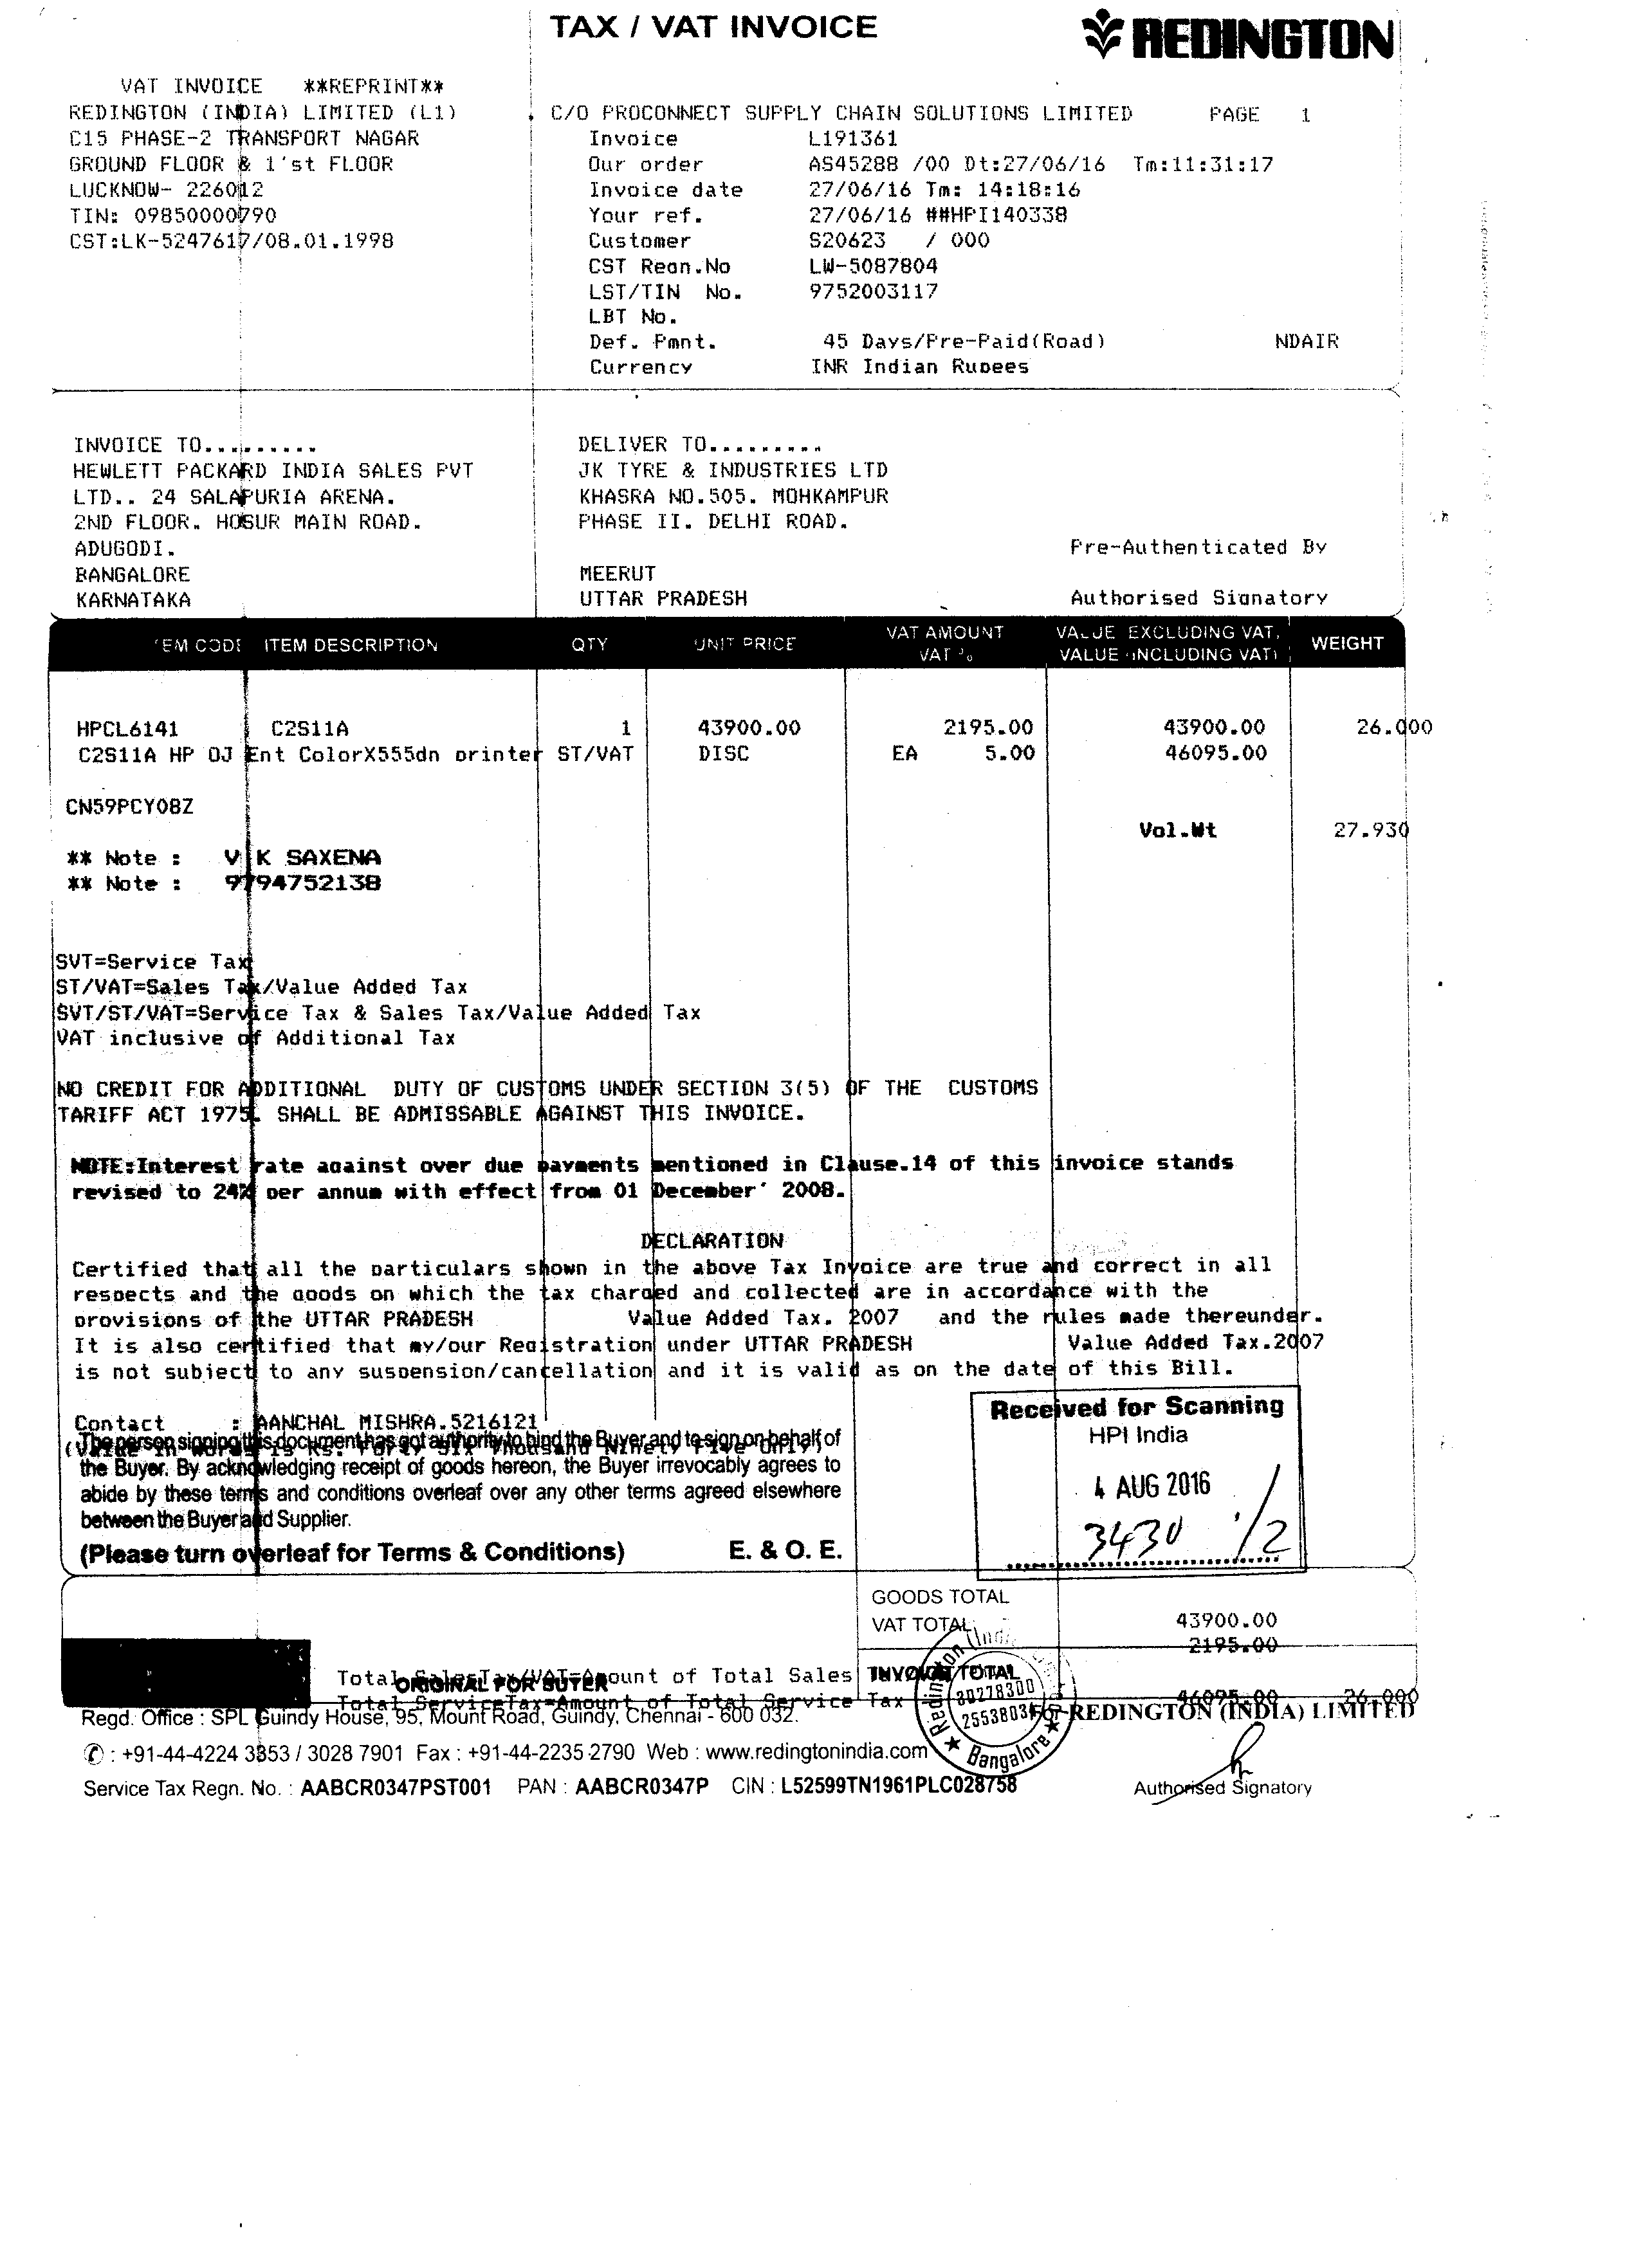 TAX / VAT INVOICE
REDINGTON
VAT INVOICE **REPRINT**
REDINGTON (INDIA) LIMITED (L1)
C15 PHASE-2 TRANSPORT NAGAR
GROUND FLOOR & 1'st FLOOR
LUCKNOW- 226012
TIN: 09850000790
CST:LK-5247617/08.01.1998
C/O PROCONNECT SUPPLY CHAIN SOLUTIONS LIMITED PAGE 1
Invoice L191361
Our order AS45288 /00 Dt:27/06/16 Tm:11:31:17
Invoice date 27/06/16 Tm: 14:18:16
Your ref. 27/06/16 ##HPI140338
Customer S20623 / 000
CST Regn.No LW-5087804
LST/TIN No. 9752003117
LBT No.
Def. Pmnt. 45 Days/Pre-Paid(Road) NDAIR
Currency INR Indian Rupees
INVOICE TO.........
HEWLETT PACKARD INDIA SALES PVT
LTD.. 24 SALAPURIA ARENA.
2ND FLOOR. HOSUR MAIN ROAD.
ADUGODI.
BANGALORE
KARNATAKA
DELIVER TO.........
JK TYRE & INDUSTRIES LTD
KHASRA NO.505. MOHKAMPUR
PHASE II. DELHI ROAD.
MEERUT
UTTAR PRADESH
Pre-Authenticated By
Authorised Signatory
ITEM CODE ITEM DESCRIPTION QTY UNIT PRICE VAT AMOUNT VALUE EXCLUDING VAT, WEIGHT
VAT % VALUE (INCLUDING VAT)
HPCL6141 C2S11A 1 43900.00 2195.00 43900.00 26.000
C2S11A HP OJ Ent ColorX555dn printer ST/VAT DISC EA 5.00 46095.00
CN59PCY08Z
Vol.Wt 27.930
** Note : V K SAXENA
** Note : 9794752138
SVT=Service Tax
ST/VAT=Sales Tax/Value Added Tax
SVT/ST/VAT=Service Tax & Sales Tax/Value Added Tax
VAT inclusive of Additional Tax
NO CREDIT FOR ADDITIONAL DUTY OF CUSTOMS UNDER SECTION 3(5) OF THE CUSTOMS
TARIFF ACT 1975. SHALL BE ADMISSABLE AGAINST THIS INVOICE.
NOTE:Interest rate against over due payments mentioned in Clause.14 of this invoice stands
revised to 24% per annum with effect from 01 December' 2008.
DECLARATION
Certified that all the particulars shown in the above Tax Invoice are true and correct in all
respects and the goods on which the tax charged and collected are in accordance with the
provisions of the UTTAR PRADESH Value Added Tax. 2007 and the rules made thereunder.
It is also certified that my/our Registration under UTTAR PRADESH Value Added Tax.2007
is not subject to any suspension/cancellation and it is valid as on the date of this Bill.
Contact : AANCHAL MISHRA.5216121
(Value in words is Rs. Forty Six Thousand Ninety Five Only)
The person signing this document has got authority to bind the Buyer and to sign on behalf of
the Buyer. By acknowledging receipt of goods hereon, the Buyer irrevocably agrees to
abide by these terms and conditions overleaf over any other terms agreed elsewhere
between the Buyer and Supplier.
(Please turn overleaf for Terms & Conditions) E. & O. E.
Received for Scanning
HPI India
4 AUG 2016
3430 1/2
GOODS TOTAL 43900.00
VAT TOTAL 2195.00
Total SalesTax/VAT=Amount of Total Sales
ORIGINAL FOR BUYER
INVOICE TOTAL
Total ServiceTax=Amount of Total Service Tax
46095.00 26.000
Redington (India
30278300
2553803
Bangalore
For REDINGTON (INDIA) LIMITED
Regd. Office : SPL Guindy House, 95, Mount Road, Guindy, Chennai - 600 032.
✆ : +91-44-4224 3353 / 3028 7901 Fax : +91-44-2235 2790 Web : www.redingtonindia.com
Service Tax Regn. No. : AABCR0347PST001 PAN : AABCR0347P CIN : L52599TN1961PLC028758
Authorised Signatory